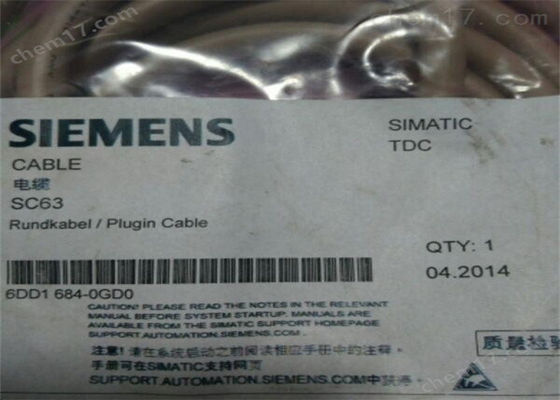 chem17.com
chem17.com
SIEMENS
SIMATIC
TDC
CABLE
电缆
SC63
Rundkabel / Plugin Cable
QTY: 1
04.2014
6DD1 684-0GD0
CAUTION! PLEASE READ THE NOTES IN THE RELEVANT
MANUAL BEFORE SYSTEM STARTUP. MANUALS ARE
AVAILABLE FROM THE SIMATIC SUPPORT HOMEPAGE
SUPPORT.AUTOMATION.SIEMENS.COM.
注意! 请在系统启动之前阅读相应手册中的注释。
手册可在SIMATIC支持网页
SUPPORT.AUTOMATION.SIEMENS.COM中获得。
质量检验